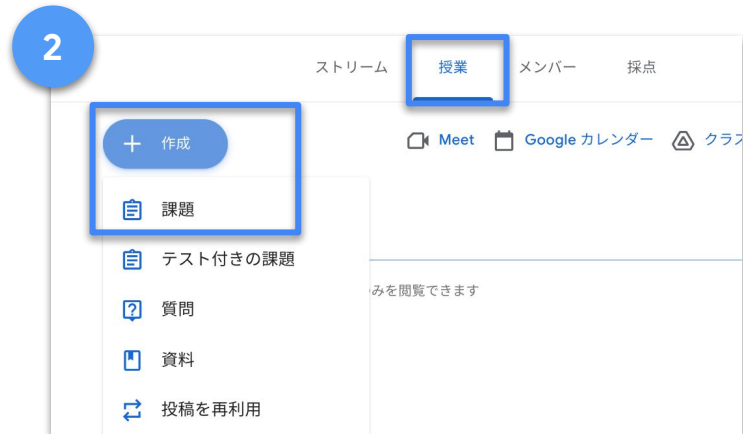 2
ストリーム 授業 メンバー 採点
+ 作成
Meet Google カレンダー クラス
課題
テスト付きの課題
みを閲覧できます
質問
資料
投稿を再利用